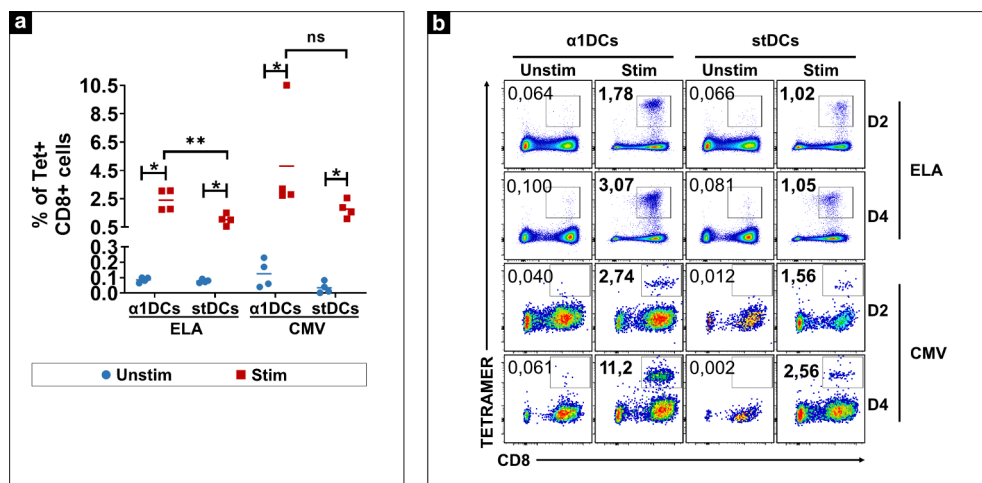 a
ns
*
**
*
*
*
% of Tet+
CD8+ cells
10.5
8.5
6.5
4.5
2.5
0.5
0.3
0.2
0.1
0.0
α1DCs stDCs α1DCs stDCs
ELA CMV
Unstim Stim
b
α1DCs stDCs
Unstim Stim Unstim Stim
0,064 1,78 0,066 1,02 D2
0,100 3,07 0,081 1,05 D4
ELA
0,040 2,74 0,012 1,56 D2
0,061 11,2 0,002 2,56 D4
CMV
TETRAMER
CD8